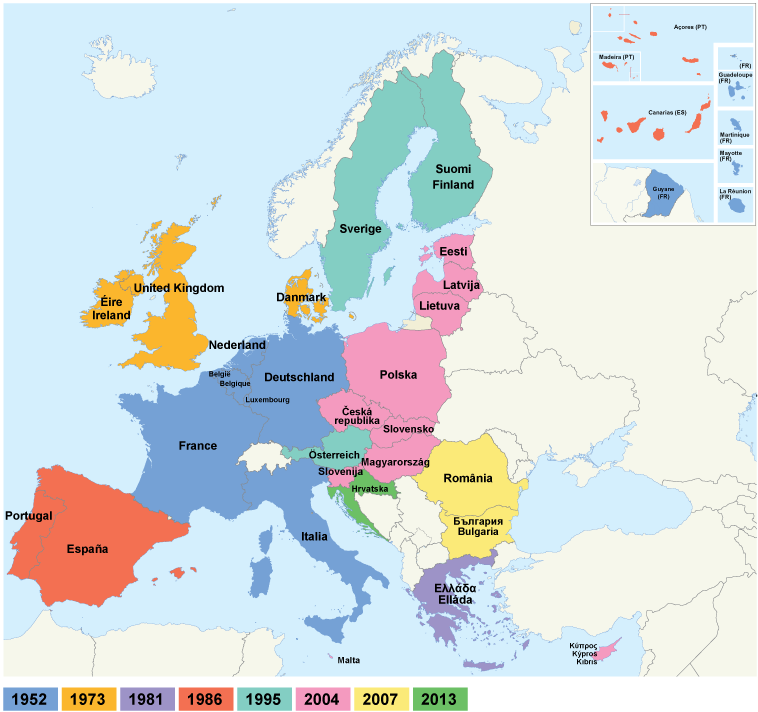 Açores (PT)
Madeira (PT)
(FR)
Guadeloupe
(FR)
Canarias (ES)
Martinique
(FR)
Mayotte
(FR)
Guyane
(FR)
La Réunion
(FR)
Suomi
Finland
Sverige
Eesti
Latvija
Lietuva
United Kingdom
Éire
Ireland
Danmark
Nederland
België
Belgique
Deutschland
Luxembourg
Polska
Česká
republika
Slovensko
France
Österreich
Magyarország
Slovenija
Hrvatska
România
Portugal
España
Italia
България
Bulgaria
Ελλάδα
Elláda
Malta
Κύπρος
Kýpros
Kıbrıs
1952
1973
1981
1986
1995
2004
2007
2013